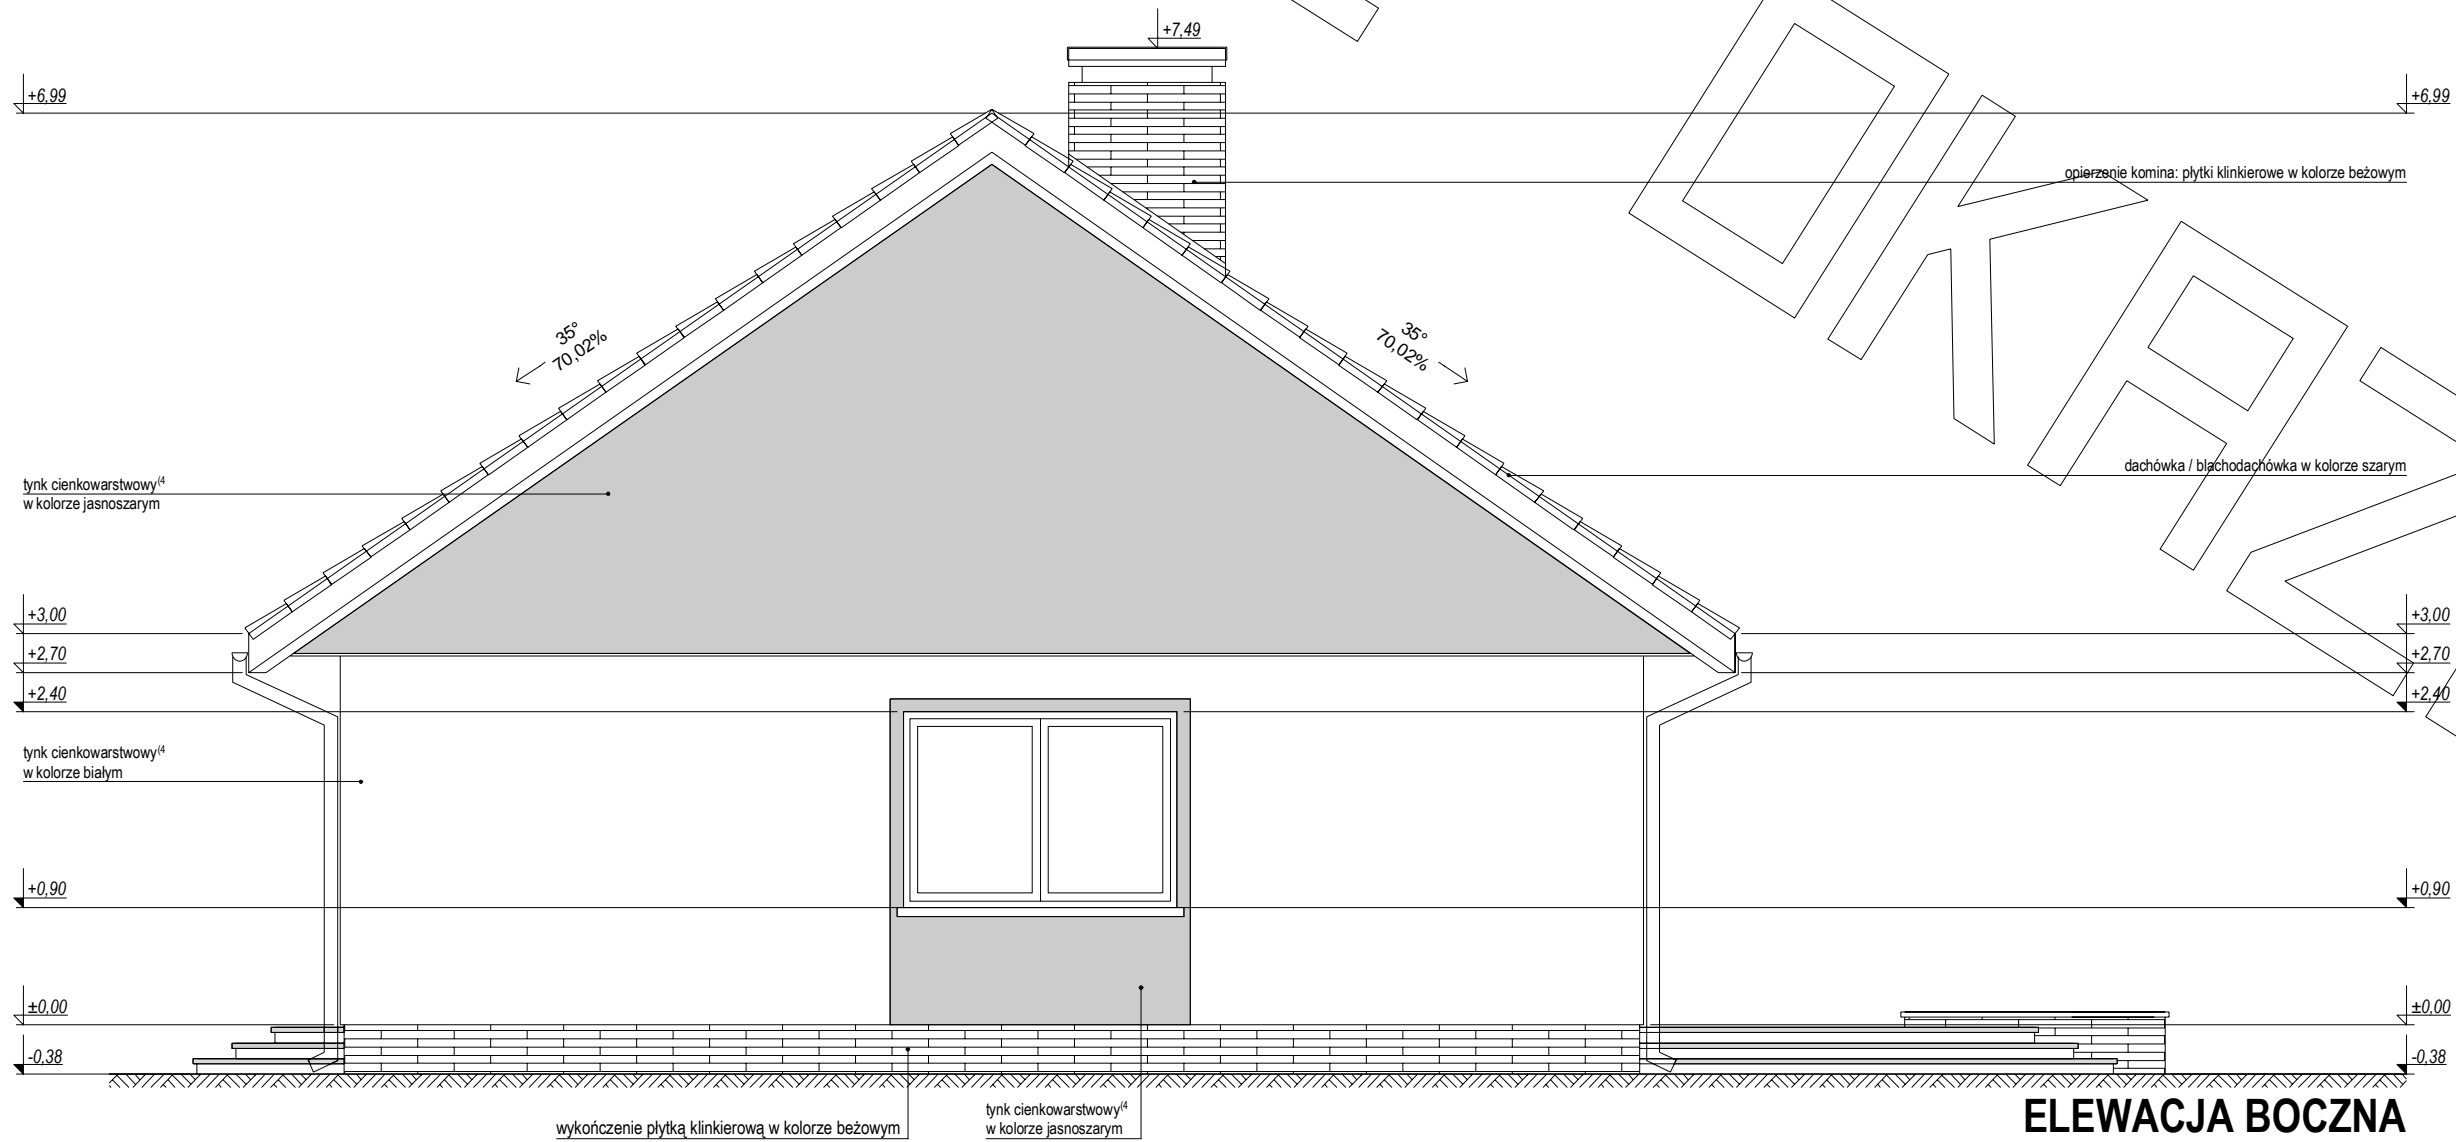 +7,49
+6,99
+6,99
opierzenie komina: płytki klinkierowe w kolorze beżowym
35°
70,02%
35°
70,02%
dachówka / blachodachówka w kolorze szarym
tynk cienkowarstwowy(4
w kolorze jasnoszarym
+3,00
+3,00
+2,70
+2,70
+2,40
+2,40
tynk cienkowarstwowy(4
w kolorze białym
+0,90
+0,90
±0,00
±0,00
-0,38
-0,38
wykończenie płytką klinkierową w kolorze beżowym
tynk cienkowarstwowy(4
w kolorze jasnoszarym
ELEWACJA BOCZNA